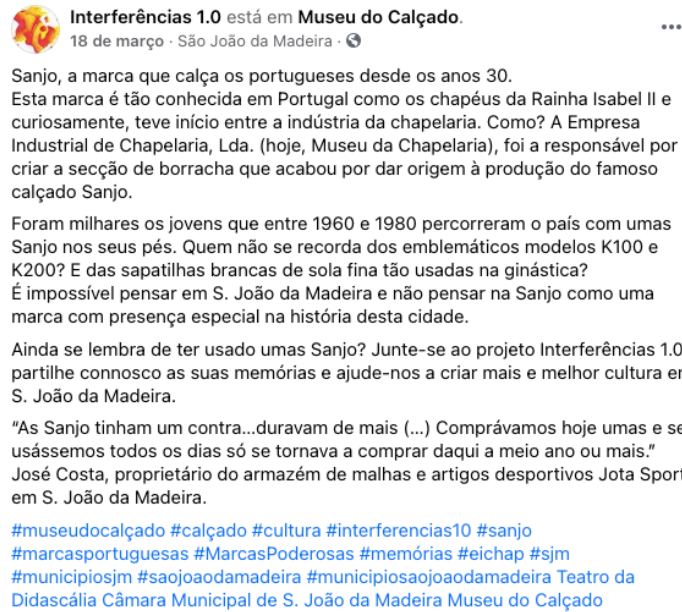 Interferências 1.0 está em Museu do Calçado.
18 de março · São João da Madeira ·
Sanjo, a marca que calça os portugueses desde os anos 30.
Esta marca é tão conhecida em Portugal como os chapéus da Rainha Isabel II e
curiosamente, teve início entre a indústria da chapelaria. Como? A Empresa
Industrial de Chapelaria, Lda. (hoje, Museu da Chapelaria), foi a responsável por
criar a secção de borracha que acabou por dar origem à produção do famoso
calçado Sanjo.
Foram milhares os jovens que entre 1960 e 1980 percorreram o país com umas
Sanjo nos seus pés. Quem não se recorda dos emblemáticos modelos K100 e
K200? E das sapatilhas brancas de sola fina tão usadas na ginástica?
É impossível pensar em S. João da Madeira e não pensar na Sanjo como uma
marca com presença especial na história desta cidade.
Ainda se lembra de ter usado umas Sanjo? Junte-se ao projeto Interferências 1.0
partilhe connosco as suas memórias e ajude-nos a criar mais e melhor cultura
S. João da Madeira.
“As Sanjo tinham um contra...duravam de mais (...) Comprávamos hoje umas e se
usássemos todos os dias só se tornava a comprar daqui a meio ano ou mais.”
José Costa, proprietário do armazém de malhas e artigos desportivos Jota Sport
em S. João da Madeira.
#museudocalçado #calçado #cultura #interferencias10 #sanjo
#marcasportuguesas #MarcasPoderosas #memórias #eichap #sjm
#municipiosjm #saojoaodamadeira #municipiosaojoaodamadeira Teatro da
Didascália Câmara Municipal de S. João da Madeira Museu do Calçado